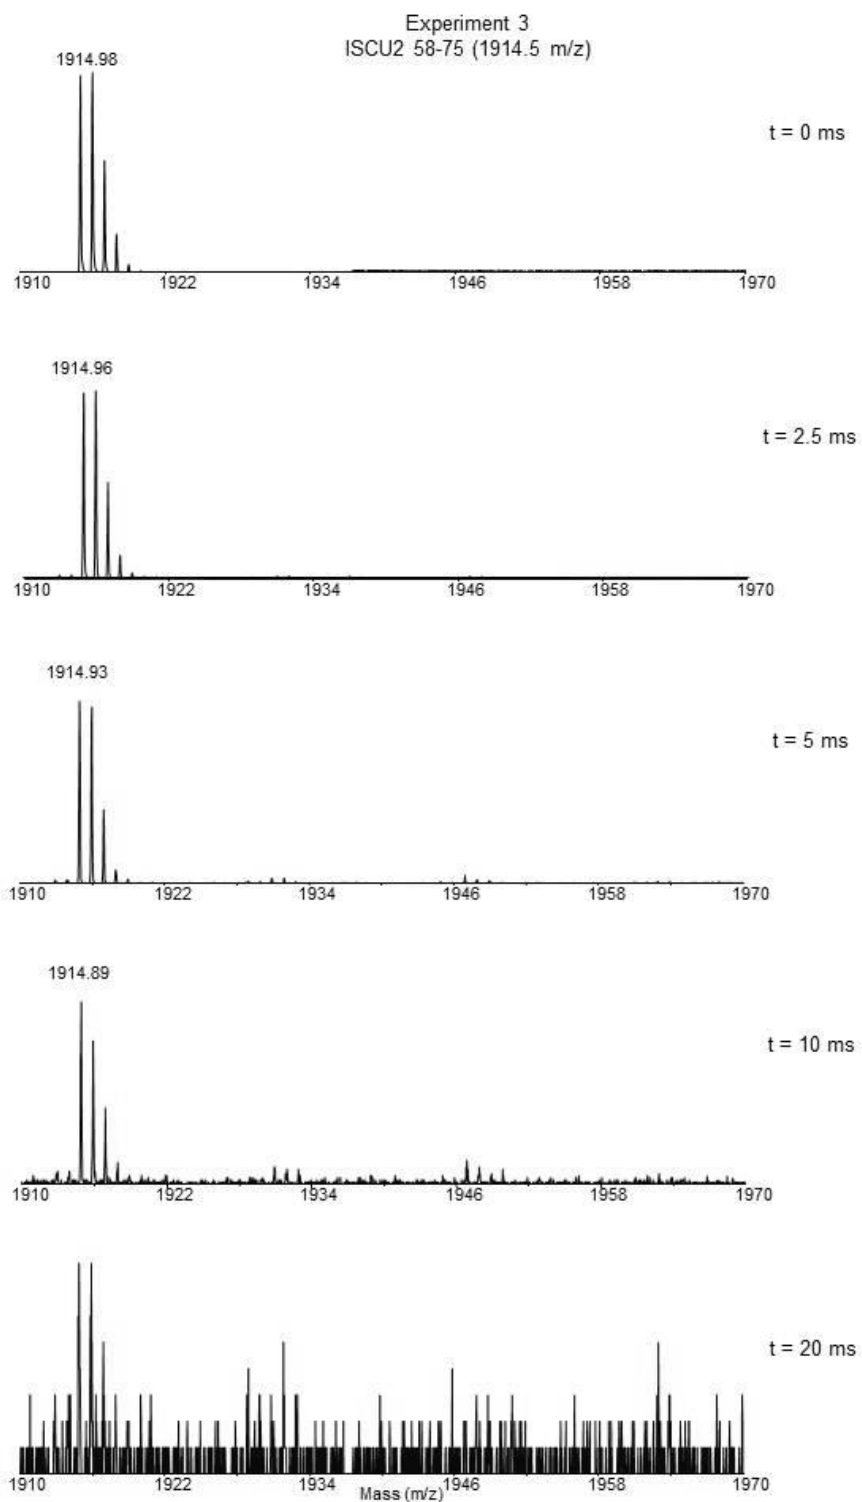 Experiment 3
ISCU2 58-75 (1914.5 m/z)
1914.98
t = 0 ms
1910 1922 1934 1946 1958 1970
1914.96
t = 2.5 ms
1910 1922 1934 1946 1958 1970
1914.93
t = 5 ms
1910 1922 1934 1946 1958 1970
1914.89
t = 10 ms
1910 1922 1934 1946 1958 1970
t = 20 ms
1910 1922 1934 1946 1958 1970
Mass (m/z)